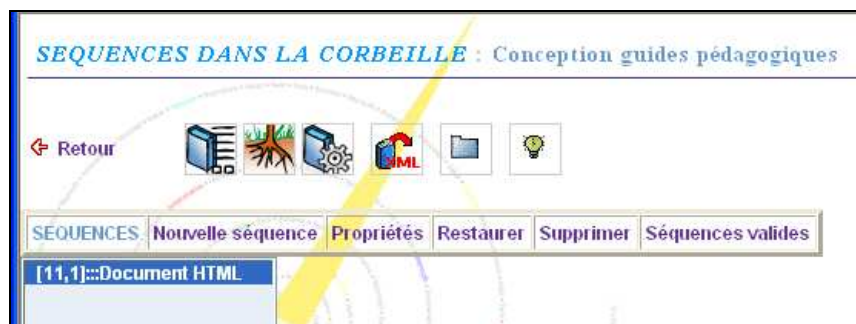 SEQUENCES DANS LA CORBEILLE : Conception guides pédagogiques
Retour
XML
SEQUENCES Nouvelle séquence Propriétés Restaurer Supprimer Séquences valides
[11,1]:::Document HTML